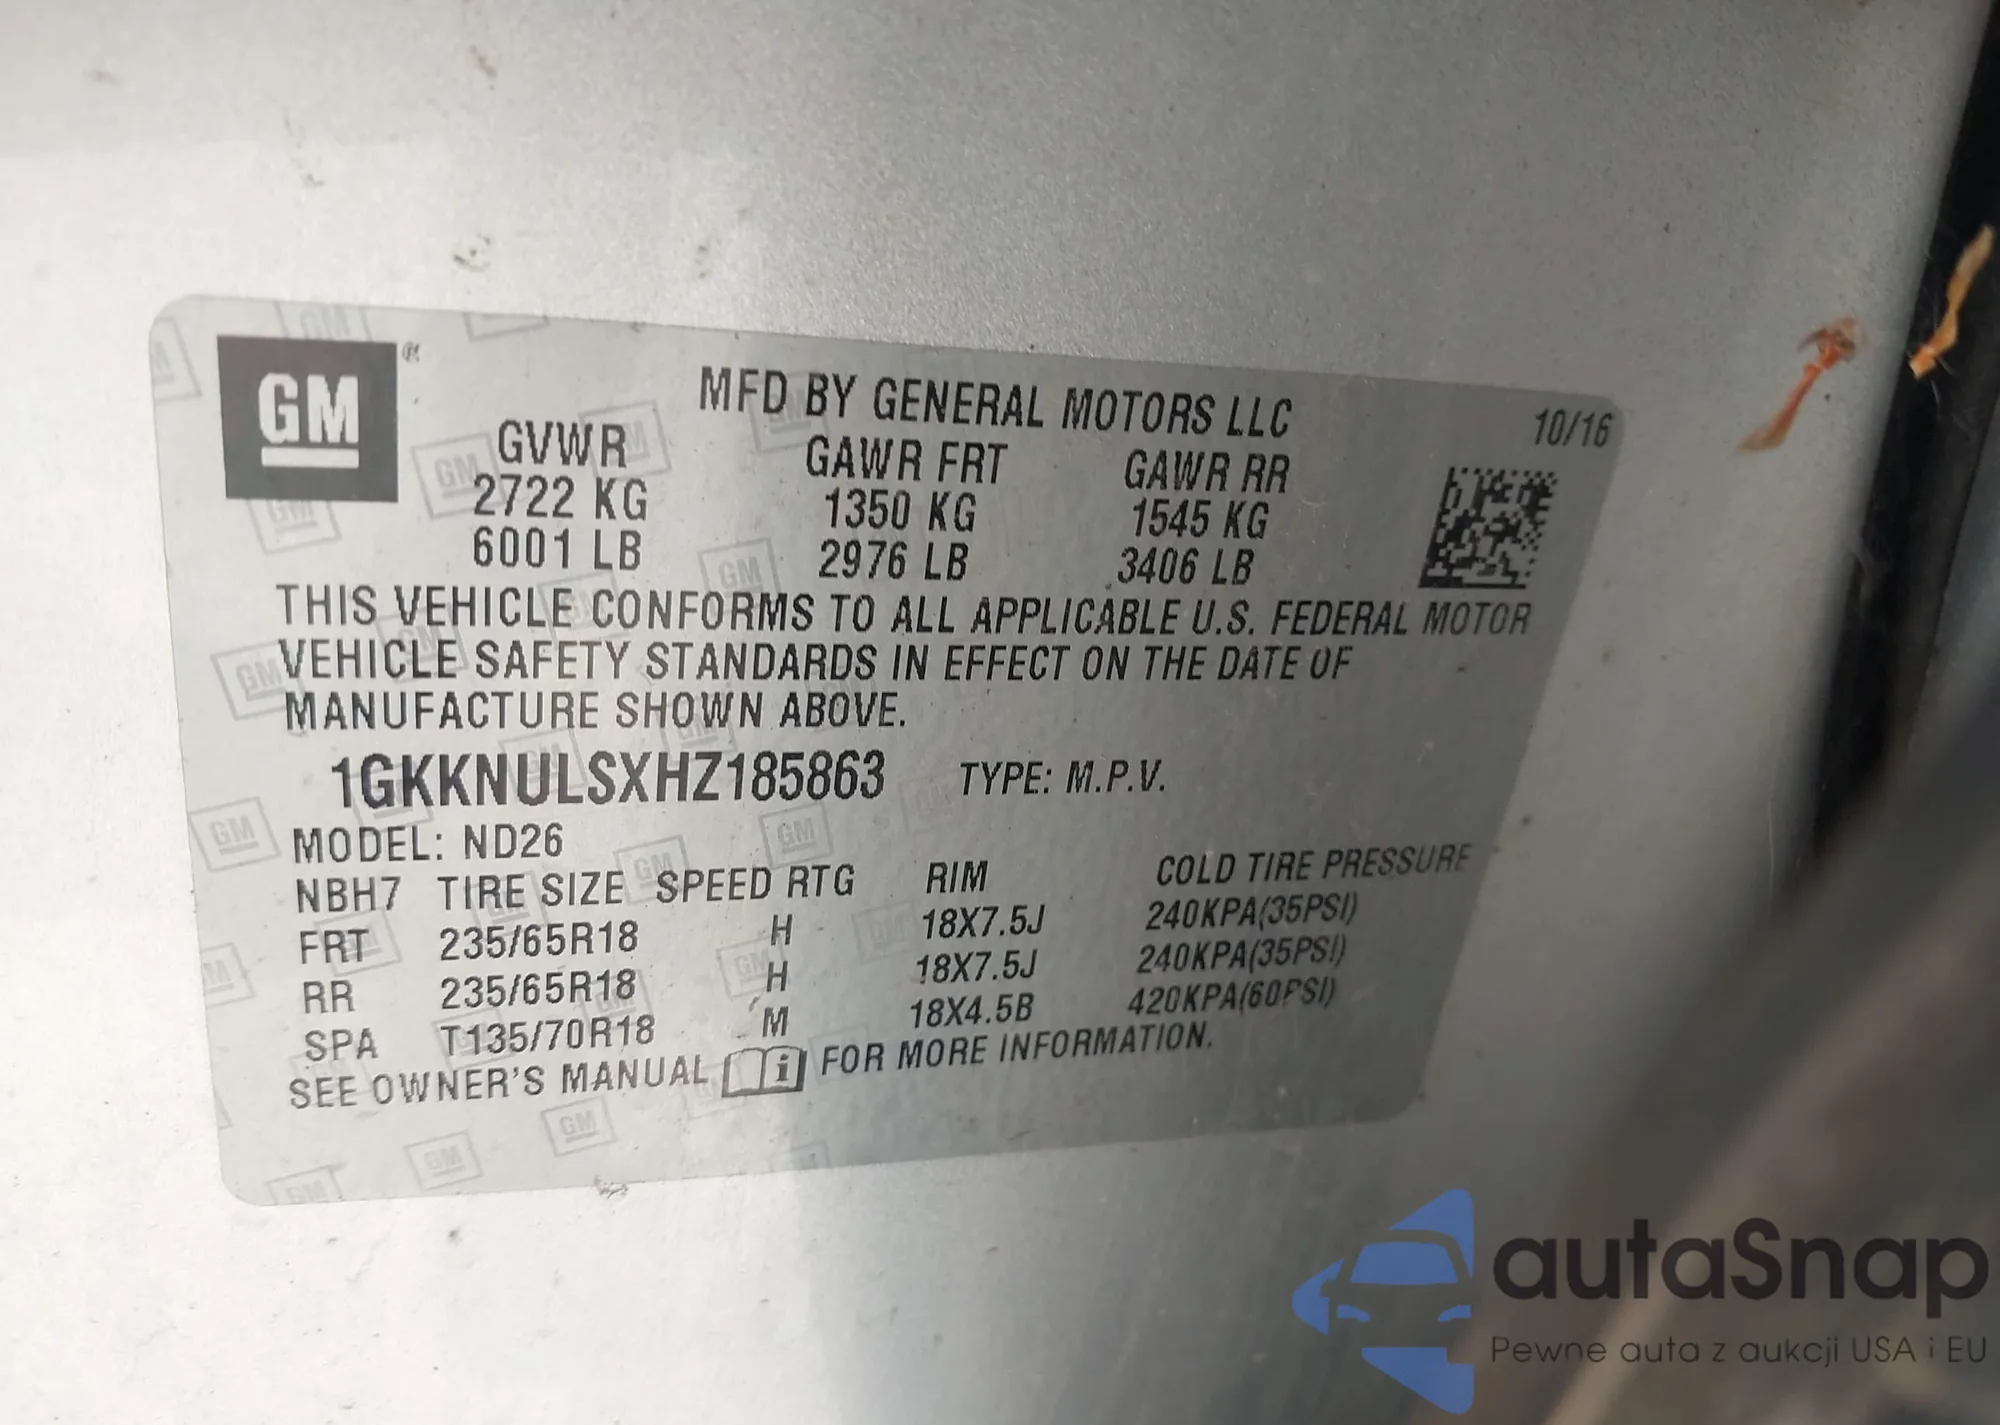 GM®
MFD BY GENERAL MOTORS LLC
10/16
GVWR GAWR FRT GAWR RR
2722 KG 1350 KG 1545 KG
6001 LB 2976 LB 3406 LB
THIS VEHICLE CONFORMS TO ALL APPLICABLE U.S. FEDERAL MOTOR
VEHICLE SAFETY STANDARDS IN EFFECT ON THE DATE OF
MANUFACTURE SHOWN ABOVE.
1GKKNULSXHZ185863 TYPE: M.P.V.
MODEL: ND26
NBH7 TIRE SIZE SPEED RTG RIM COLD TIRE PRESSURE
FRT 235/65R18 H 18X7.5J 240KPA(35PSI)
RR 235/65R18 H 18X7.5J 240KPA(35PSI)
SPA T135/70R18 M 18X4.5B 420KPA(60PSI)
SEE OWNER'S MANUAL i FOR MORE INFORMATION.
autaSnap
Pewne auta z aukcji USA i EU